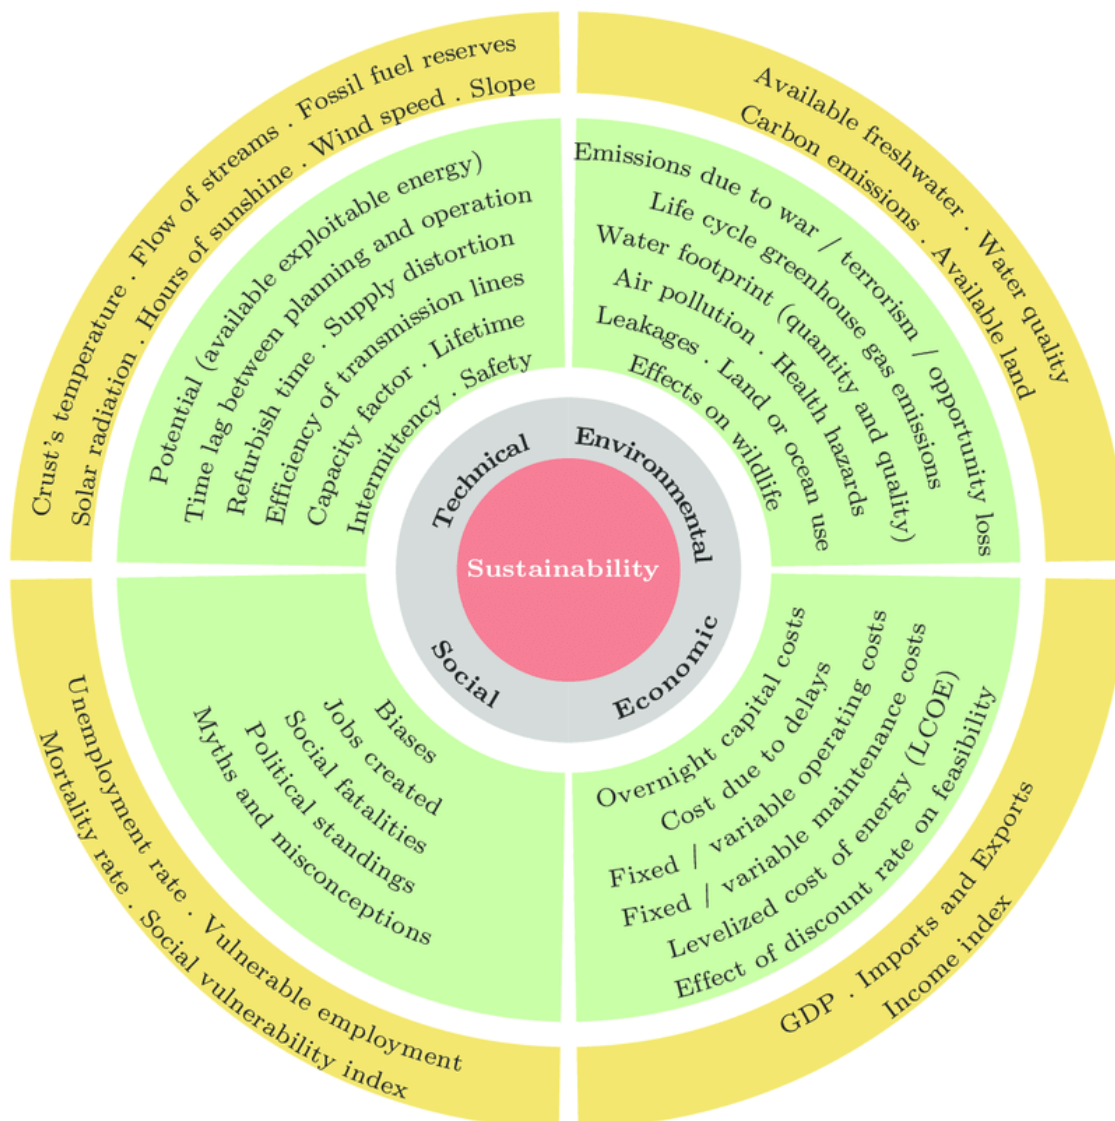 Crust's temperature . Flow of streams . Fossil fuel reserves
Solar radiation . Hours of sunshine . Wind speed . Slope
Potential (available exploitable energy)
Time lag between planning and operation
Refurbish time . Supply distortion
Efficiency of transmission lines
Capacity factor . Lifetime
Intermittency . Safety
Available freshwater . Water quality
Carbon emissions . Available land
Emissions due to war / terrorism / opportunity loss
Life cycle greenhouse gas emissions
Water footprint (quantity and quality)
Air pollution . Health hazards
Leakages . Land or ocean use
Effects on wildlife
Technical
Environmental
Sustainability
Social
Economic
Biases
Jobs created
Social fatalities
Political standings
Myths and misconceptions
Unemployment rate . Vulnerable employment
Mortality rate . Social vulnerability index
Overnight capital costs
Cost due to delays
Fixed / variable operating costs
Fixed / variable maintenance costs
Levelized cost of energy (LCOE)
Effect of discount rate on feasibility
GDP . Imports and Exports
Income index